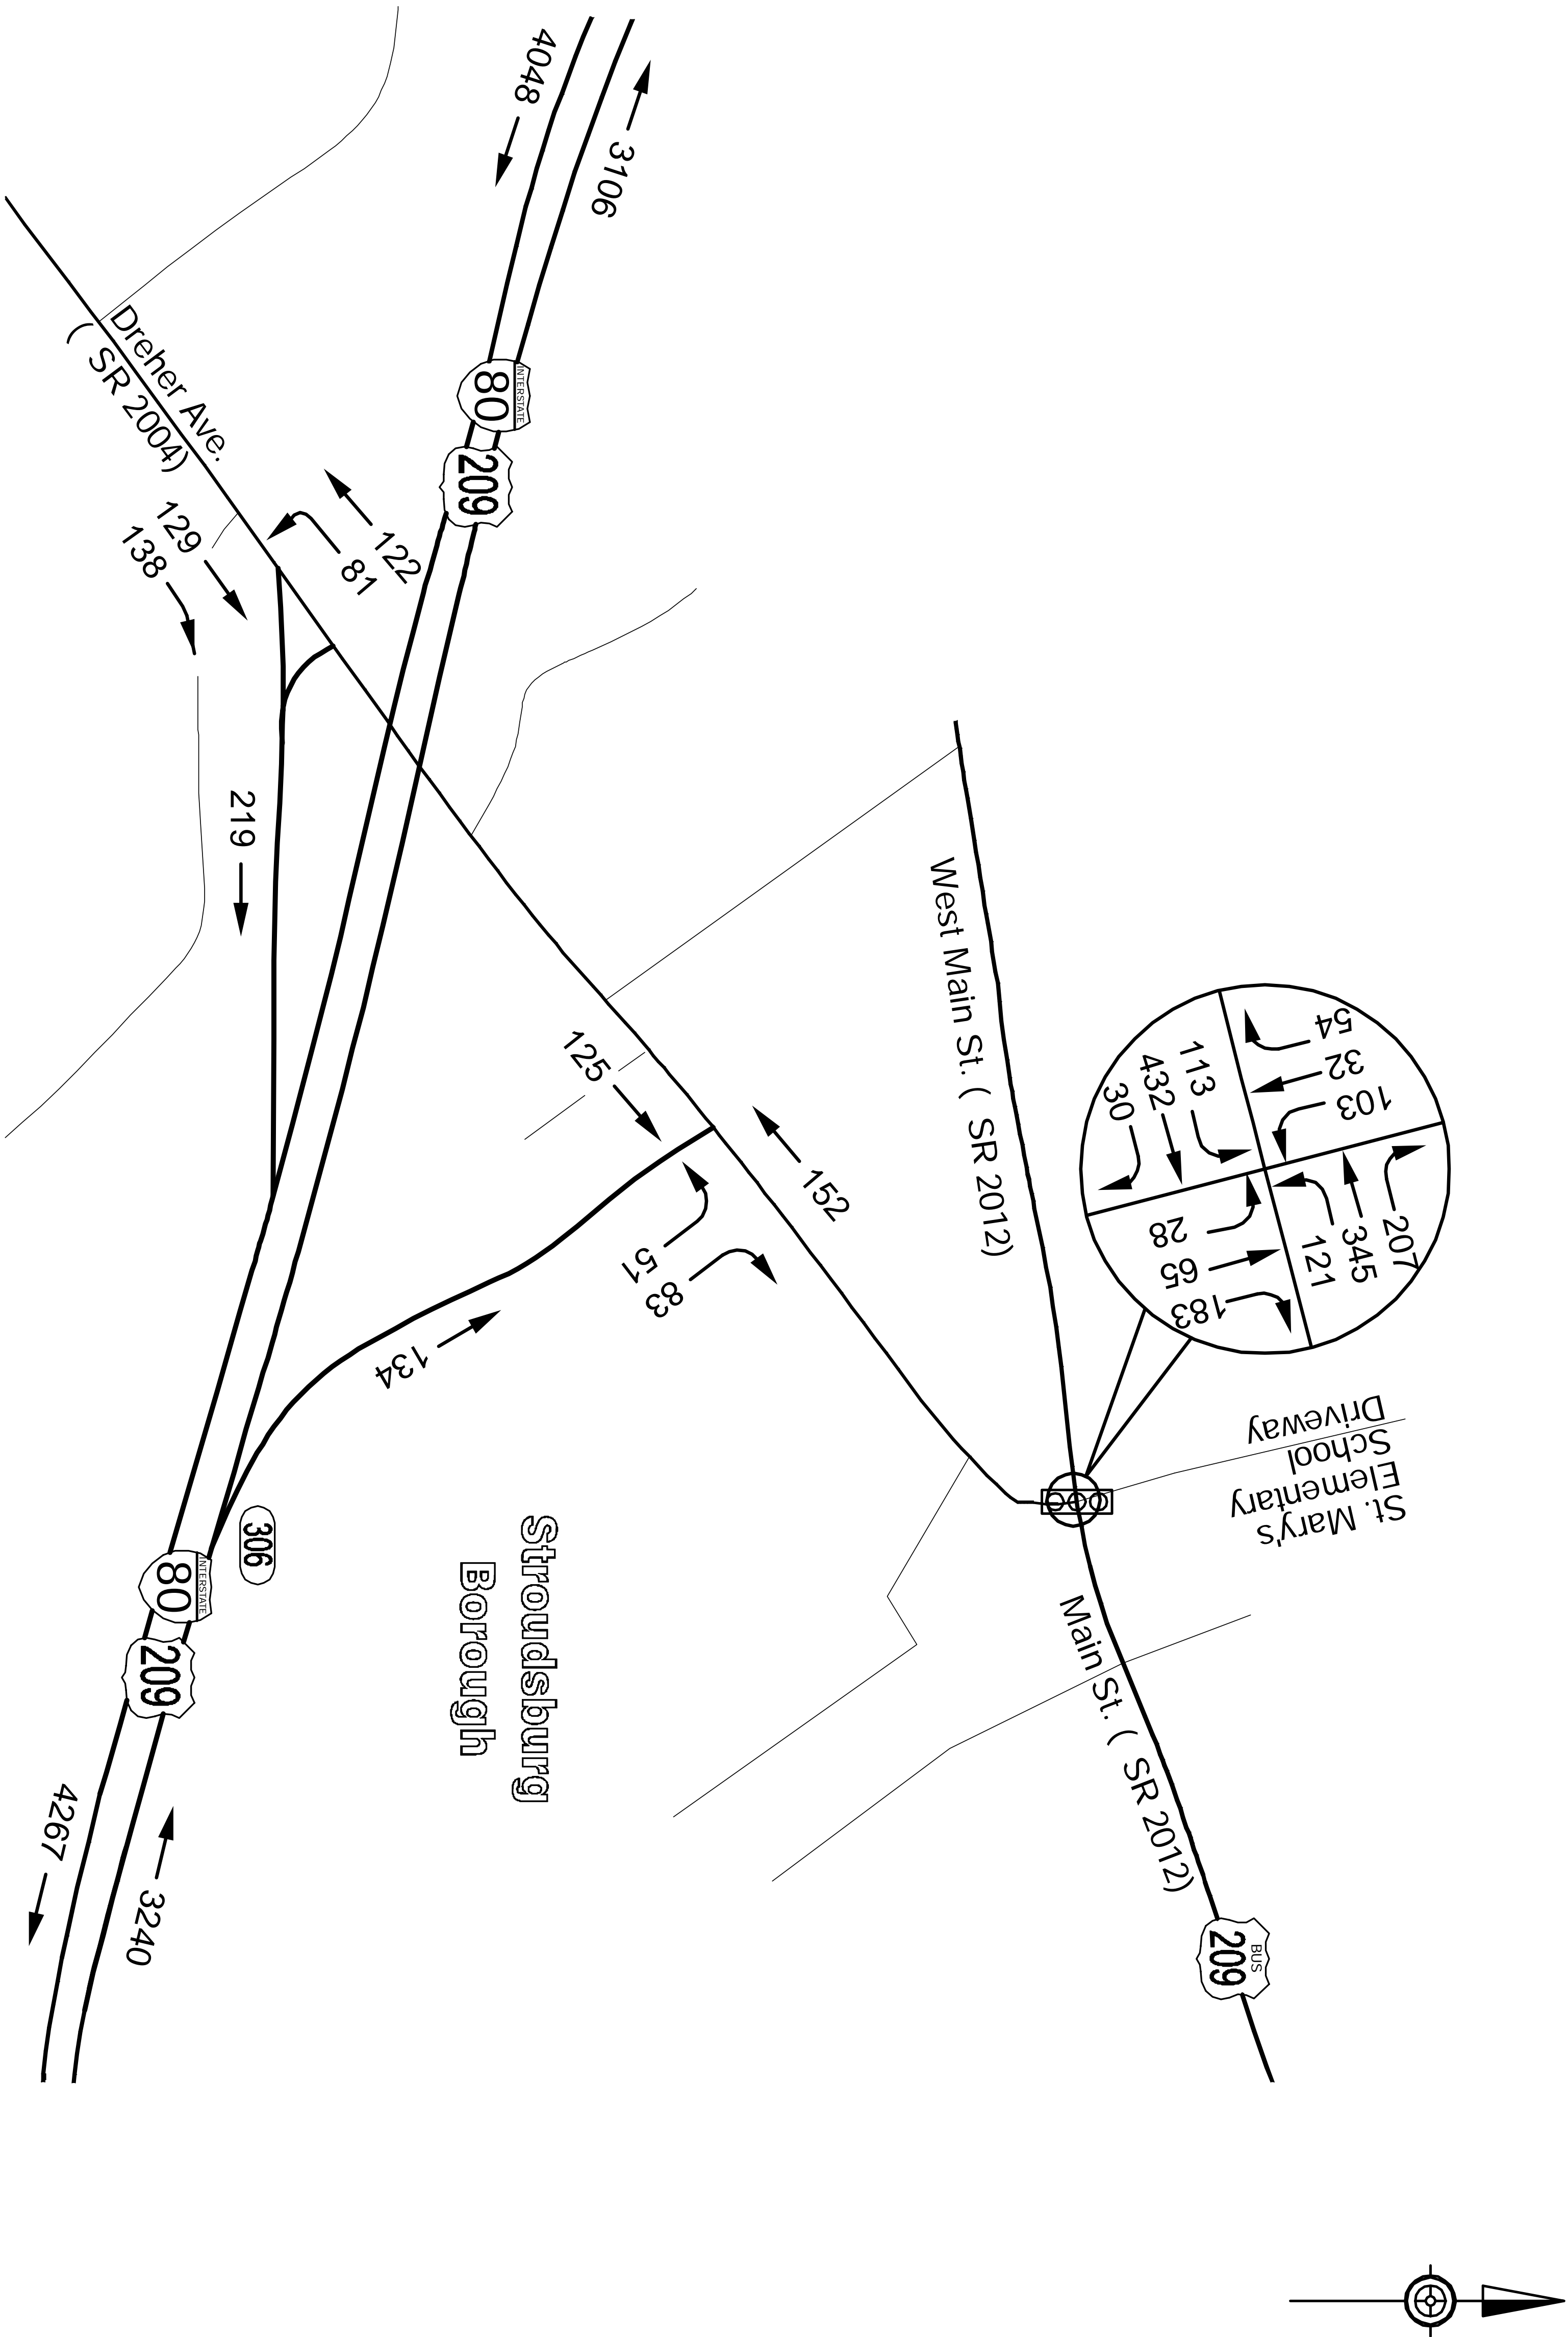 4048
3106
Dreher Ave.
( SR 2004)
INTERSTATE
80
209
129
138
122
81
219
West Main St. ( SR 2012)
125
152
51
83
134
54
32
103
113
432
30
28
65
183
207
345
121
St. Mary's
Elementary
School
Driveway
306
INTERSTATE
80
209
Stroudsburg
Borough
Main St. ( SR 2012)
4267
3240
BUS
209